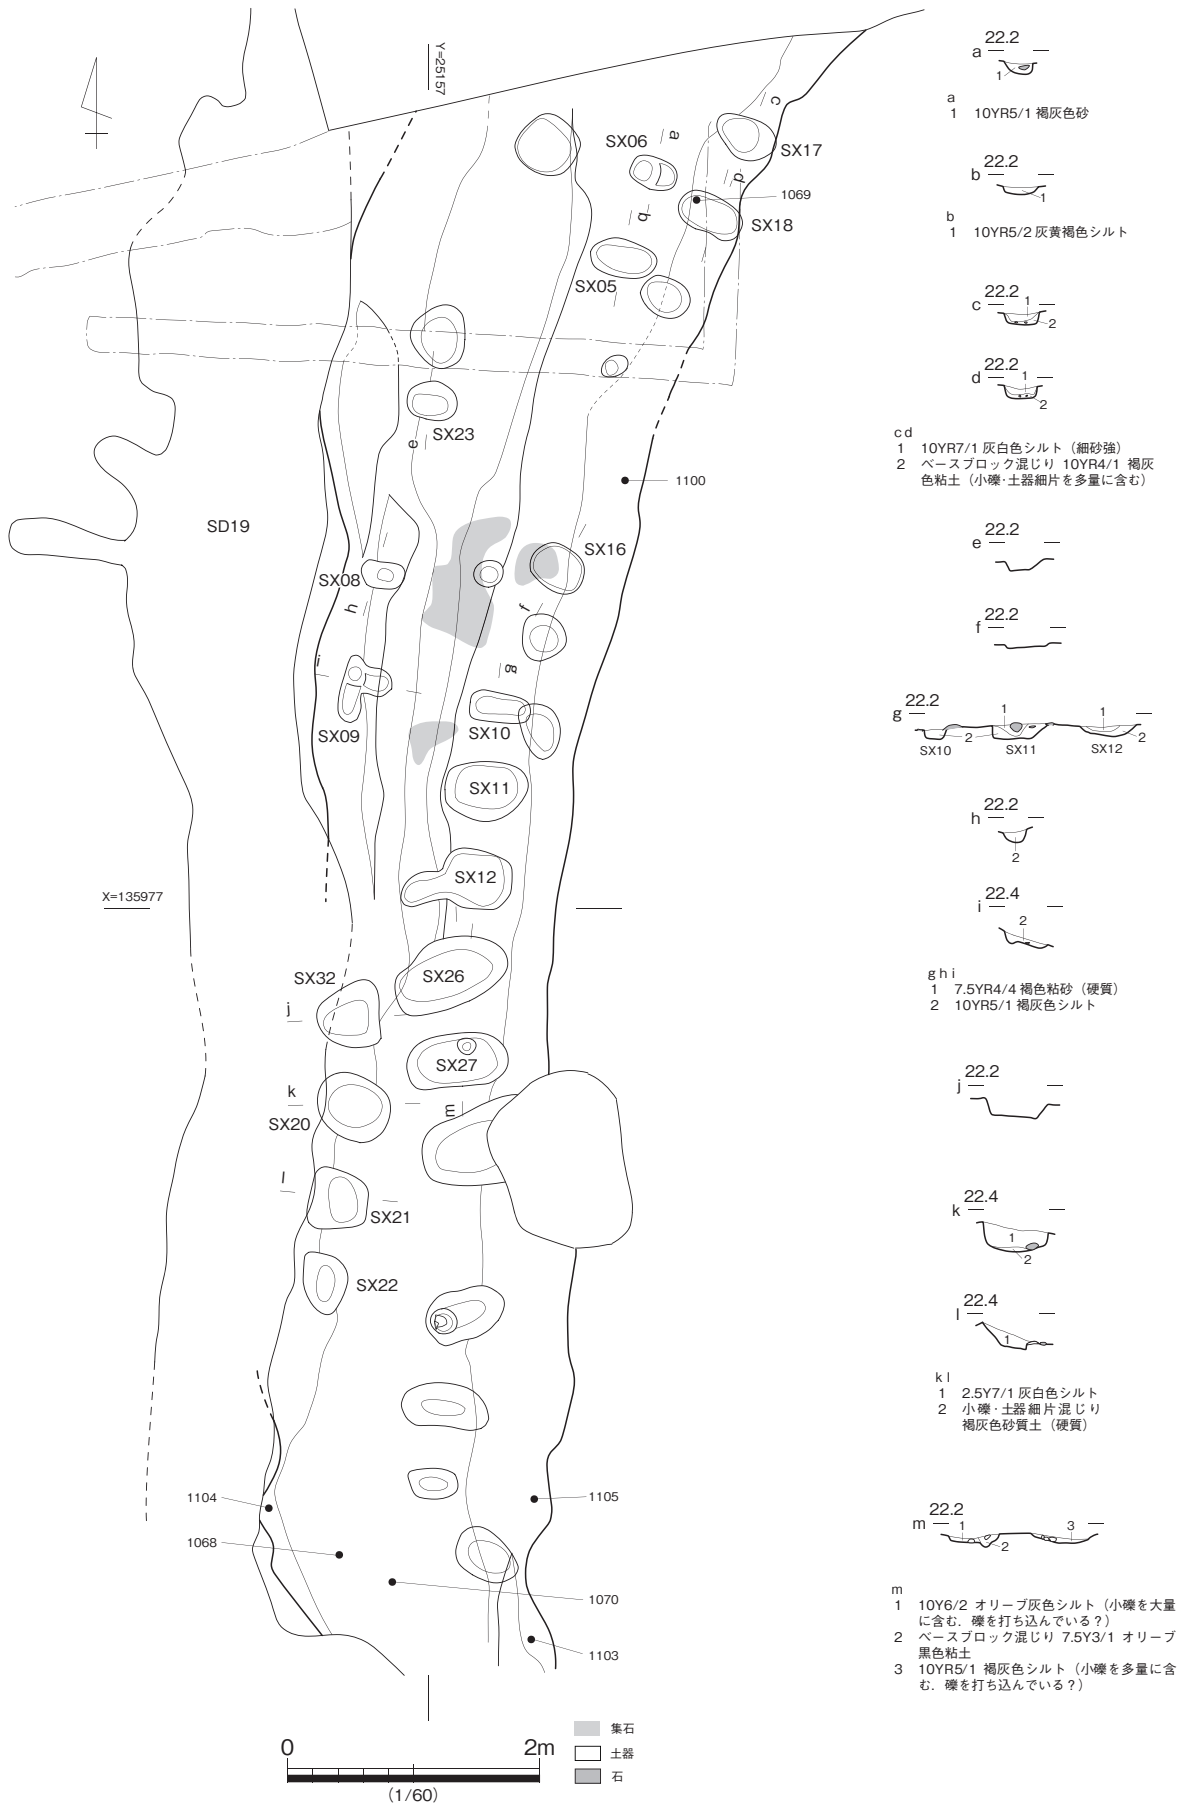 Y=25157
SX06
a
c
SX17
d
1069
b
SX18
SX05
SX23
e
1100
SD19
SX16
SX08
h
f
i
g
SX09
SX10
SX11
SX12
X=135977
SX32
SX26
j
SX27
k
m
SX20
l
SX21
SX22
1104
1105
1068
1070
1103
0
2m
(1/60)
集石
土器
石
22.2
a
1
a
1 10YR5/1 褐灰色砂
22.2
b
1
b
1 10YR5/2 灰黄褐色シルト
22.2
c
1
2
22.2
d
1
2
c d
1 10YR7/1 灰白色シルト（細砂強）
2 ベースブロック混じり 10YR4/1 褐灰
色粘土（小礫･土器細片を多量に含む）
22.2
e
22.2
f
22.2
g
1
1
2
2
SX10
SX11
SX12
22.2
h
2
22.4
i
2
g h i
1 7.5YR4/4 褐色粘砂（硬質）
2 10YR5/1 褐灰色シルト
22.2
j
22.4
k
1
2
22.4
l
1
k l
1 2.5Y7/1 灰白色シルト
2 小礫･土器細片混じり
褐灰色砂質土（硬質）
22.2
m
1
3
2
m
1 10Y6/2 オリーブ灰色シルト（小礫を大量
に含む．礫を打ち込んでいる？）
2 ベースブロック混じり 7.5Y3/1 オリーブ
黒色粘土
3 10YR5/1 褐灰色シルト（小礫を多量に含
む．礫を打ち込んでいる？）